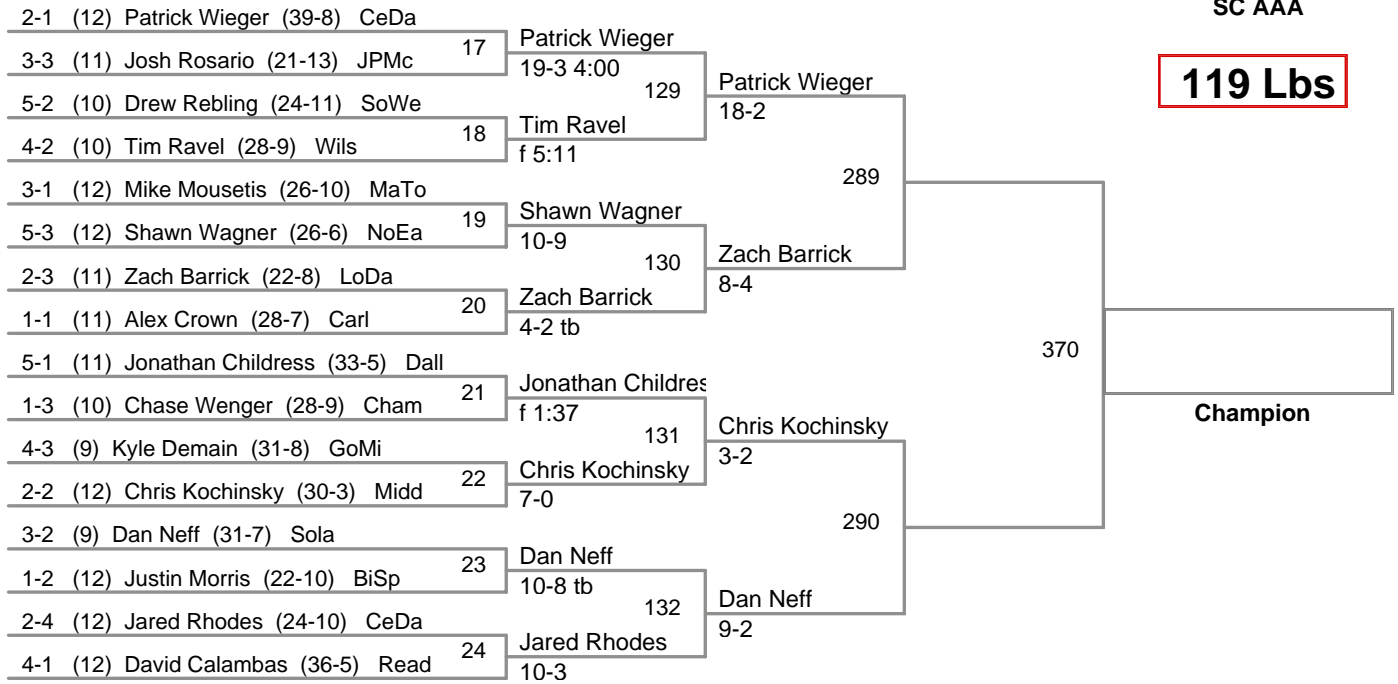 SC AAA
119 Lbs
2-1 (12) Patrick Wieger (39-8) CeDa
3-3 (11) Josh Rosario (21-13) JPMc
5-2 (10) Drew Rebling (24-11) SoWe
4-2 (10) Tim Ravel (28-9) Wils
3-1 (12) Mike Mousetis (26-10) MaTo
5-3 (12) Shawn Wagner (26-6) NoEa
2-3 (11) Zach Barrick (22-8) LoDa
1-1 (11) Alex Crown (28-7) Carl
5-1 (11) Jonathan Childress (33-5) Dall
1-3 (10) Chase Wenger (28-9) Cham
4-3 (9) Kyle Demain (31-8) GoMi
2-2 (12) Chris Kochinsky (30-3) Midd
3-2 (9) Dan Neff (31-7) Sola
1-2 (12) Justin Morris (22-10) BiSp
2-4 (12) Jared Rhodes (24-10) CeDa
4-1 (12) David Calambas (36-5) Read
17
18
19
20
21
22
23
24
Patrick Wieger
19-3 4:00
Tim Ravel
f 5:11
Shawn Wagner
10-9
Zach Barrick
4-2 tb
Jonathan Childres
f 1:37
Chris Kochinsky
7-0
Dan Neff
10-8 tb
Jared Rhodes
10-3
129
130
131
132
Patrick Wieger
18-2
Zach Barrick
8-4
Chris Kochinsky
3-2
Dan Neff
9-2
289
290
370
Champion